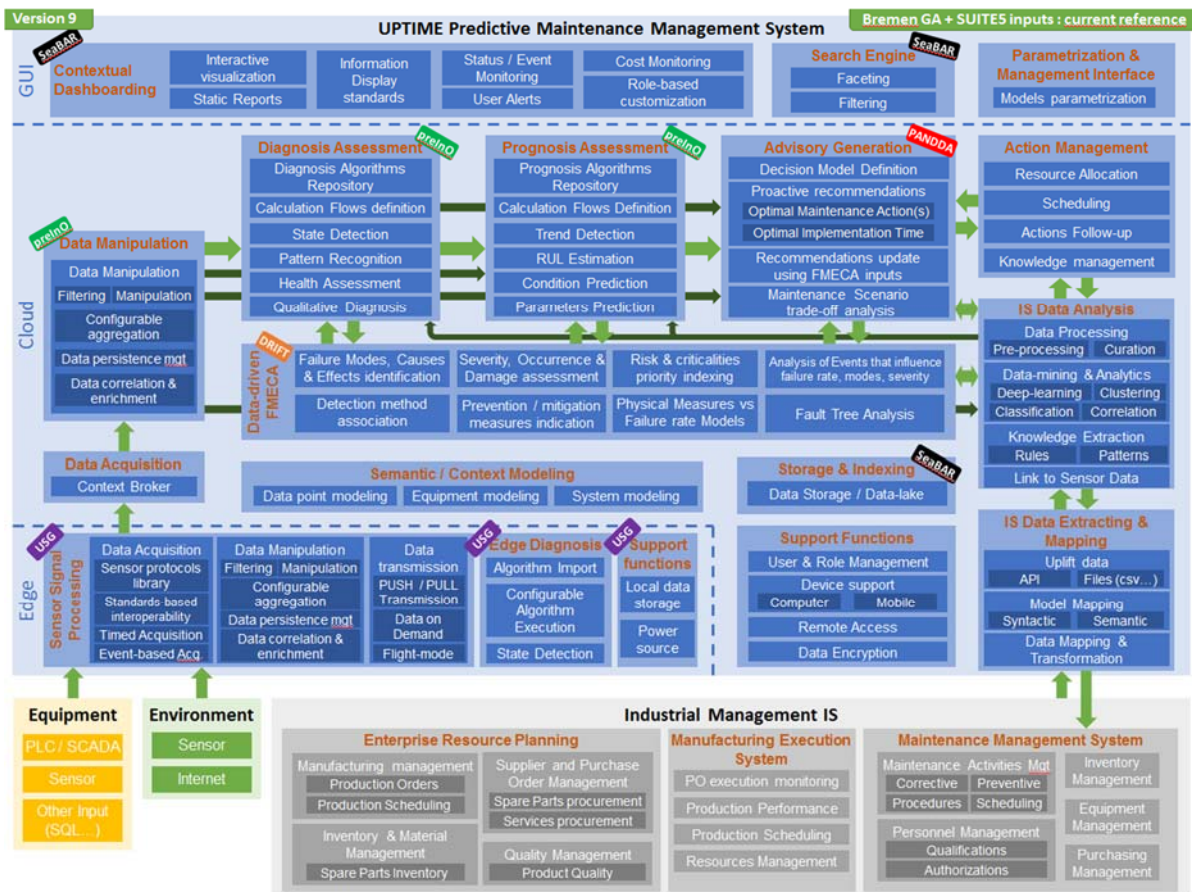 Version 9
UPTIME Predictive Maintenance Management System
Bremen GA + SUITE5 inputs : current reference
GUI
SeaBAR
Contextual
Dashboarding
Interactive
visualization
Static Reports
Information
Display
standards
Status / Event
Monitoring
User Alerts
Cost Monitoring
Role-based
customization
SeaBAR
Search Engine
Faceting
Filtering
Parametrization &
Management Interface
Models parametrization
Cloud
preInO
Data Manipulation
Data Manipulation
Filtering
Manipulation
Configurable
aggregation
Data persistence mgt
Data correlation &
enrichment
Data Acquisition
Context Broker
preInO
Diagnosis Assessment
Diagnosis Algorithms
Repository
Calculation Flows definition
State Detection
Pattern Recognition
Health Assessment
Qualitative Diagnosis
preInO
Prognosis Assessment
Prognosis Algorithms
Repository
Calculation Flows Definition
Trend Detection
RUL Estimation
Condition Prediction
Parameters Prediction
PANDDA
Advisory Generation
Decision Model Definition
Proactive recommendations
Optimal Maintenance Action(s)
Optimal Implementation Time
Recommendations update
using FMECA inputs
Maintenance Scenario
trade-off analysis
Action Management
Resource Allocation
Scheduling
Actions Follow-up
Knowledge management
DRIFT
Data-driven
FMECA
Failure Modes, Causes
& Effects identification
Severity, Occurrence &
Damage assessment
Risk & criticalities
priority indexing
Analysis of Events that influence
failure rate, modes, severity
Detection method
association
Prevention / mitigation
measures indication
Physical Measures vs
Failure rate Models
Fault Tree Analysis
IS Data Analysis
Data Processing
Pre-processing
Curation
Data-mining & Analytics
Deep-learning
Clustering
Classification
Correlation
Knowledge Extraction
Rules
Patterns
Link to Sensor Data
Semantic / Context Modeling
Data point modeling
Equipment modeling
System modeling
SeaBAR
Storage & Indexing
Data Storage / Data-lake
Support Functions
User & Role Management
Device support
Computer
Mobile
Remote Access
Data Encryption
IS Data Extracting &
Mapping
Uplift data
API
Files (csv...)
Model Mapping
Syntactic
Semantic
Data Mapping &
Transformation
Edge
USG
Sensor Signal
Processing
Data Acquisition
Sensor protocols
library
Standards-based
interoperability
Timed Acquisition
Event-based Acq.
Data Manipulation
Filtering
Manipulation
Configurable
aggregation
Data persistence mgt
Data correlation &
enrichment
Data
transmission
PUSH / PULL
Transmission
Data on
Demand
Flight-mode
USG
Edge Diagnosis
Algorithm Import
Configurable
Algorithm
Execution
State Detection
USG
Support
functions
Local data
storage
Power
source
Equipment
PLC / SCADA
Sensor
Other Input
(SQL...)
Environment
Sensor
Internet
Industrial Management IS
Enterprise Resource Planning
Manufacturing management
Production Orders
Production Scheduling
Inventory & Material
Management
Spare Parts Inventory
Supplier and Purchase
Order Management
Spare Parts procurement
Services procurement
Quality Management
Product Quality
Manufacturing Execution
System
PO execution monitoring
Production Performance
Production Scheduling
Resources Management
Maintenance Management System
Maintenance Activities Mgt
Corrective
Preventive
Procedures
Scheduling
Personnel Management
Qualifications
Authorizations
Inventory
Management
Equipment
Management
Purchasing
Management